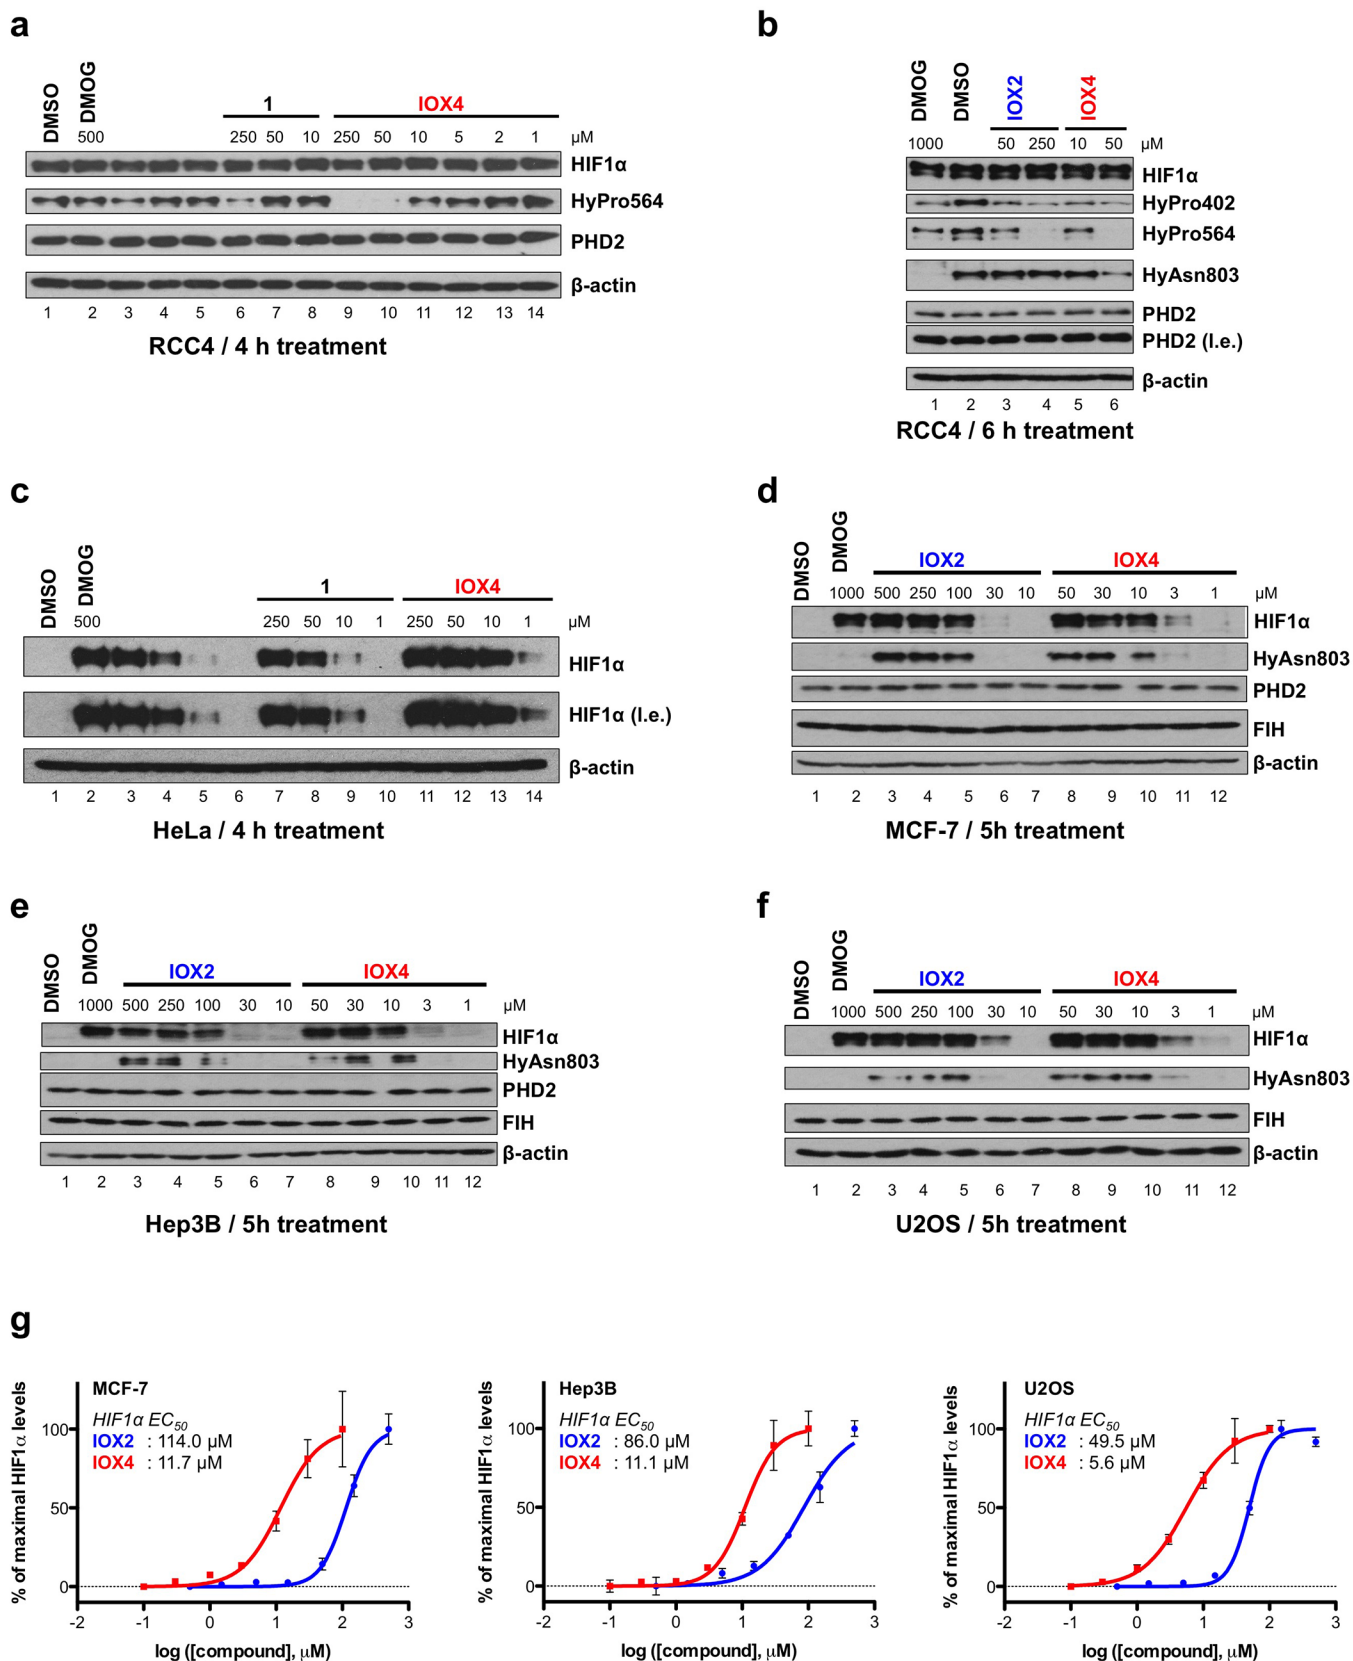 a
DMSO
DMOG
1
IOX4
500
250 50 10 250 50 10 5 2 1 µM
HIF1α
HyPro564
PHD2
β-actin
1 2 3 4 5 6 7 8 9 10 11 12 13 14
RCC4 / 4 h treatment
b
DMOG
DMSO
IOX2
IOX4
1000 50 250 10 50 µM
HIF1α
HyPro402
HyPro564
HyAsn803
PHD2
PHD2 (l.e.)
β-actin
1 2 3 4 5 6
RCC4 / 6 h treatment
c
DMSO
DMOG
1
IOX4
500 250 50 10 1 250 50 10 1 µM
HIF1α
HIF1α (l.e.)
β-actin
1 2 3 4 5 6 7 8 9 10 11 12 13 14
HeLa / 4 h treatment
d
DMSO
DMOG
IOX2
IOX4
1000 500 250 100 30 10 50 30 10 3 1 µM
HIF1α
HyAsn803
PHD2
FIH
β-actin
1 2 3 4 5 6 7 8 9 10 11 12
MCF-7 / 5h treatment
e
DMSO
DMOG
IOX2
IOX4
1000 500 250 100 30 10 50 30 10 3 1 µM
HIF1α
HyAsn803
PHD2
FIH
β-actin
1 2 3 4 5 6 7 8 9 10 11 12
Hep3B / 5h treatment
f
DMSO
DMOG
IOX2
IOX4
1000 500 250 100 30 10 50 30 10 3 1 µM
HIF1α
HyAsn803
FIH
β-actin
1 2 3 4 5 6 7 8 9 10 11 12
U2OS / 5h treatment
g
% of maximal HIF1α levels
MCF-7
HIF1α EC50
IOX2 : 114.0 µM
IOX4 : 11.7 µM
100
50
0
-2 -1 0 1 2 3
log ([compound], µM)
% of maximal HIF1α levels
Hep3B
HIF1α EC50
IOX2 : 86.0 µM
IOX4 : 11.1 µM
100
50
0
-2 -1 0 1 2 3
log ([compound], µM)
% of maximal HIF1α levels
U2OS
HIF1α EC50
IOX2 : 49.5 µM
IOX4 : 5.6 µM
100
50
0
-2 -1 0 1 2 3
log ([compound], µM)